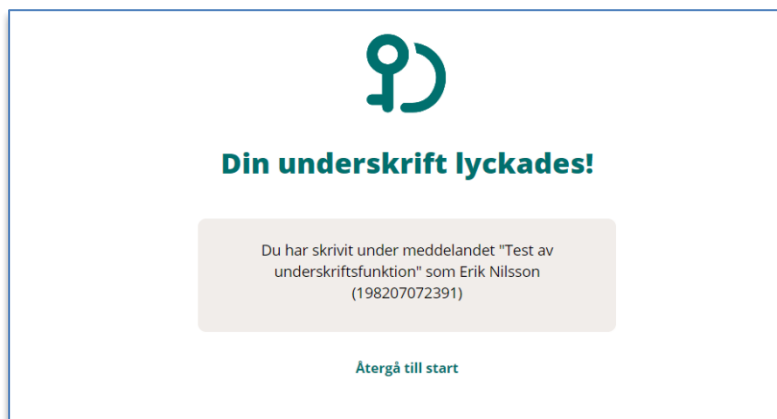 Din underskrift lyckades!
Du har skrivit under meddelandet "Test av
underskriftsfunktion" som Erik Nilsson
(198207072391)
Återgå till start